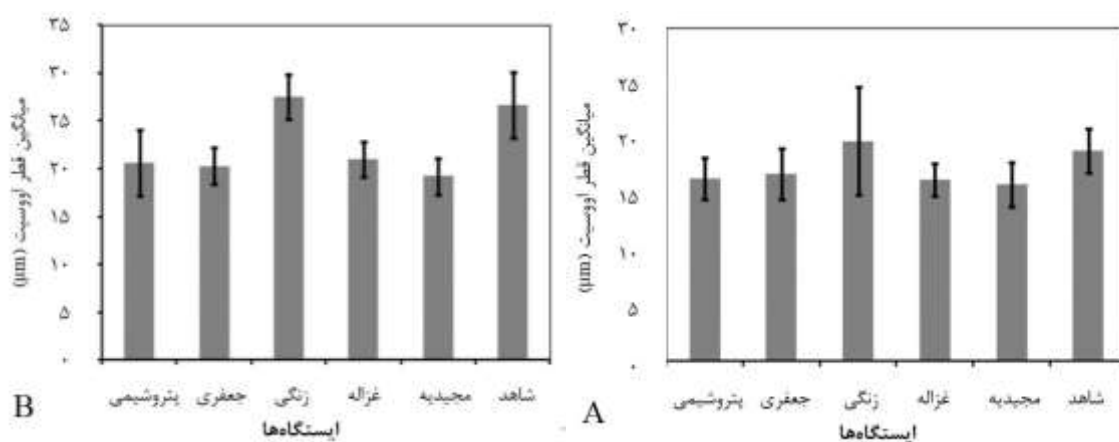 ۳۵
۳۰
۲۵
۲۰
۱۵
۱۰
۵
۰
میانگین قطر اووسیت (µm)
پتروشیمی جعفری زنگی غزاله مجیدیه شاهد
ایستگاه‌ها
B
۳۰
۲۵
۲۰
۱۵
۱۰
۵
۰
میانگین قطر اووسیت (µm)
پتروشیمی جعفری زنگی غزاله مجیدیه شاهد
ایستگاه‌ها
A